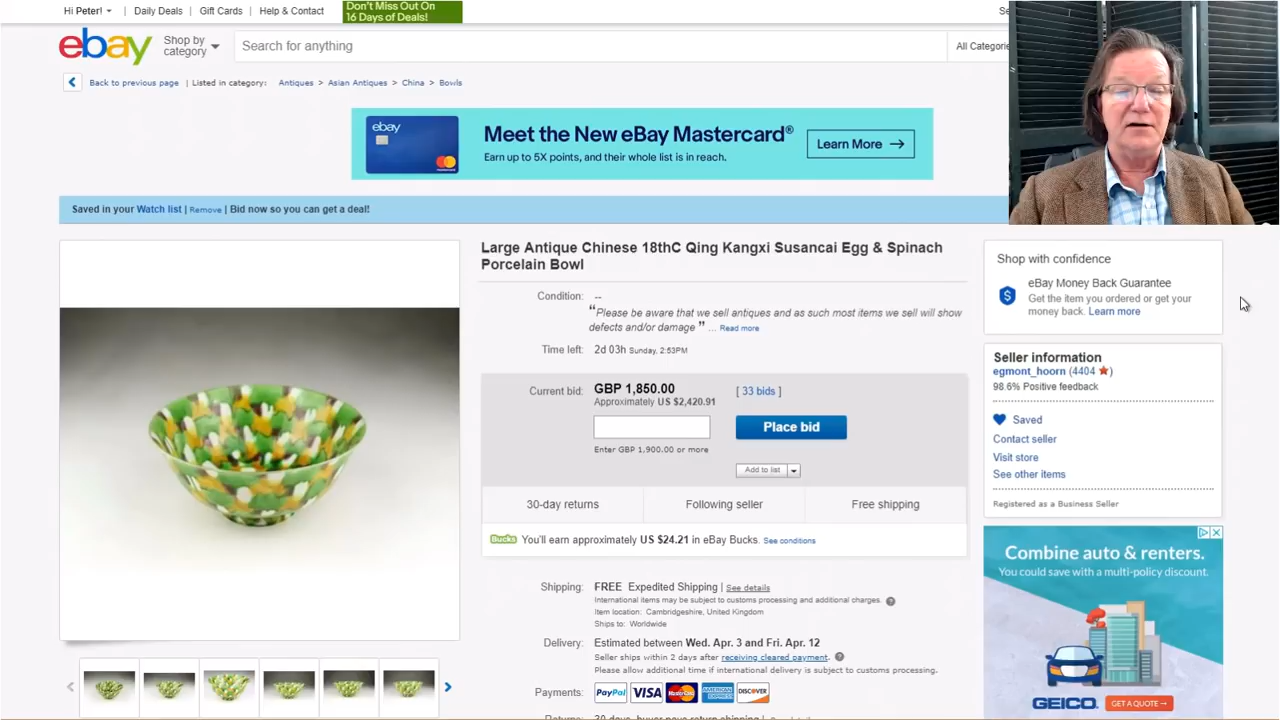 Hi Peter!
Daily Deals
Gift Cards
Help & Contact
Don't Miss Out On
16 Days of Deals!
Se
ebay
Shop by
category
Search for anything
All Categorie
Back to previous page | Listed in category: Antiques > Asian Antiques > China > Bowls
ebay
Meet the New eBay Mastercard®
Earn up to 5X points, and their whole list is in reach.
Learn More →
Saved in your Watch list | Remove | Bid now so you can get a deal!
Large Antique Chinese 18thC Qing Kangxi Susancai Egg & Spinach
Porcelain Bowl
Condition: --
“Please be aware that we sell antiques and as such most items we sell will show
defects and/or damage ” ... Read more
Time left: 2d 03h Sunday, 2:53PM
Current bid: GBP 1,850.00 [ 33 bids ]
Approximately US $2,420.91
Place bid
Enter GBP 1,900.00 or more
Add to list
30-day returns
Following seller
Free shipping
Bucks You'll earn approximately US $24.21 in eBay Bucks. See conditions
Shipping: FREE Expedited Shipping | See details
International items may be subject to customs processing and additional charges.
Item location: Cambridgeshire, United Kingdom
Ships to: Worldwide
Delivery: Estimated between Wed. Apr. 3 and Fri. Apr. 12
Seller ships within 2 days after receiving cleared payment.
Please allow additional time if international delivery is subject to customs processing.
Payments: PayPal VISA MasterCard AMERICAN EXPRESS DISCOVER
Shop with confidence
eBay Money Back Guarantee
Get the item you ordered or get your
money back. Learn more
Seller information
egmont_hoorn (4404 ★)
98.6% Positive feedback
Saved
Contact seller
Visit store
See other items
Registered as a Business Seller
Combine auto & renters.
You could save with a multi-policy discount.
GEICO.
GET A QUOTE →